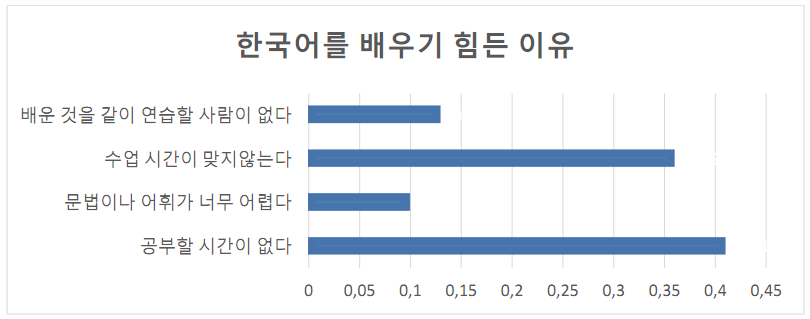 한국어를 배우기 힘든 이유
배운 것을 같이 연습할 사람이 없다
수업 시간이 맞지않는다
문법이나 어휘가 너무 어렵다
공부할 시간이 없다
0 0,05 0,1 0,15 0,2 0,25 0,3 0,35 0,4 0,45